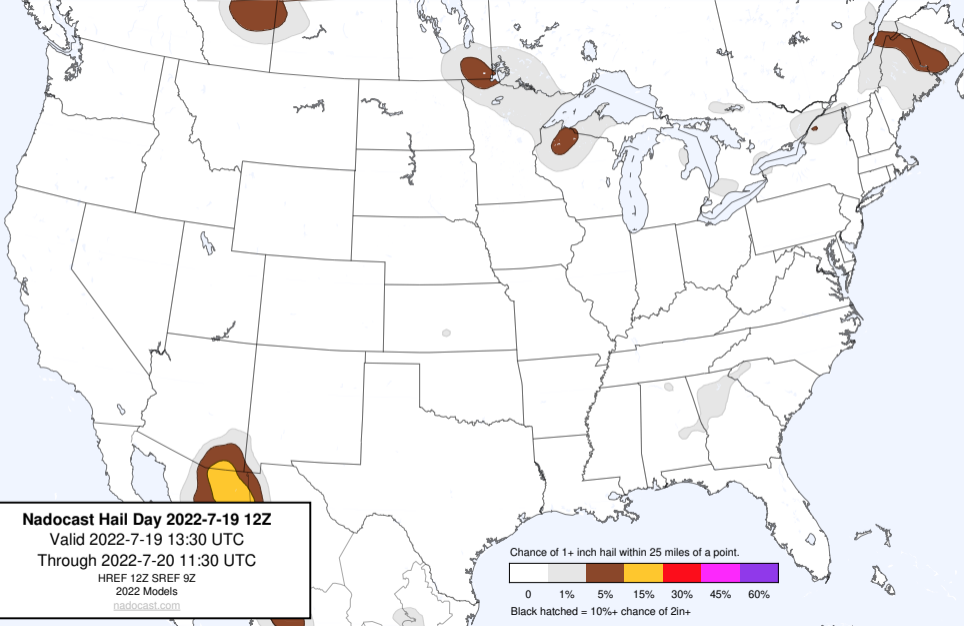 Nadocast Hail Day 2022-7-19 12Z
Valid 2022-7-19 13:30 UTC
Through 2022-7-20 11:30 UTC
HREF 12Z SREF 9Z
2022 Models
nadocast.com
Chance of 1+ inch hail within 25 miles of a point.
0 1% 5% 15% 30% 45% 60%
Black hatched = 10%+ chance of 2in+